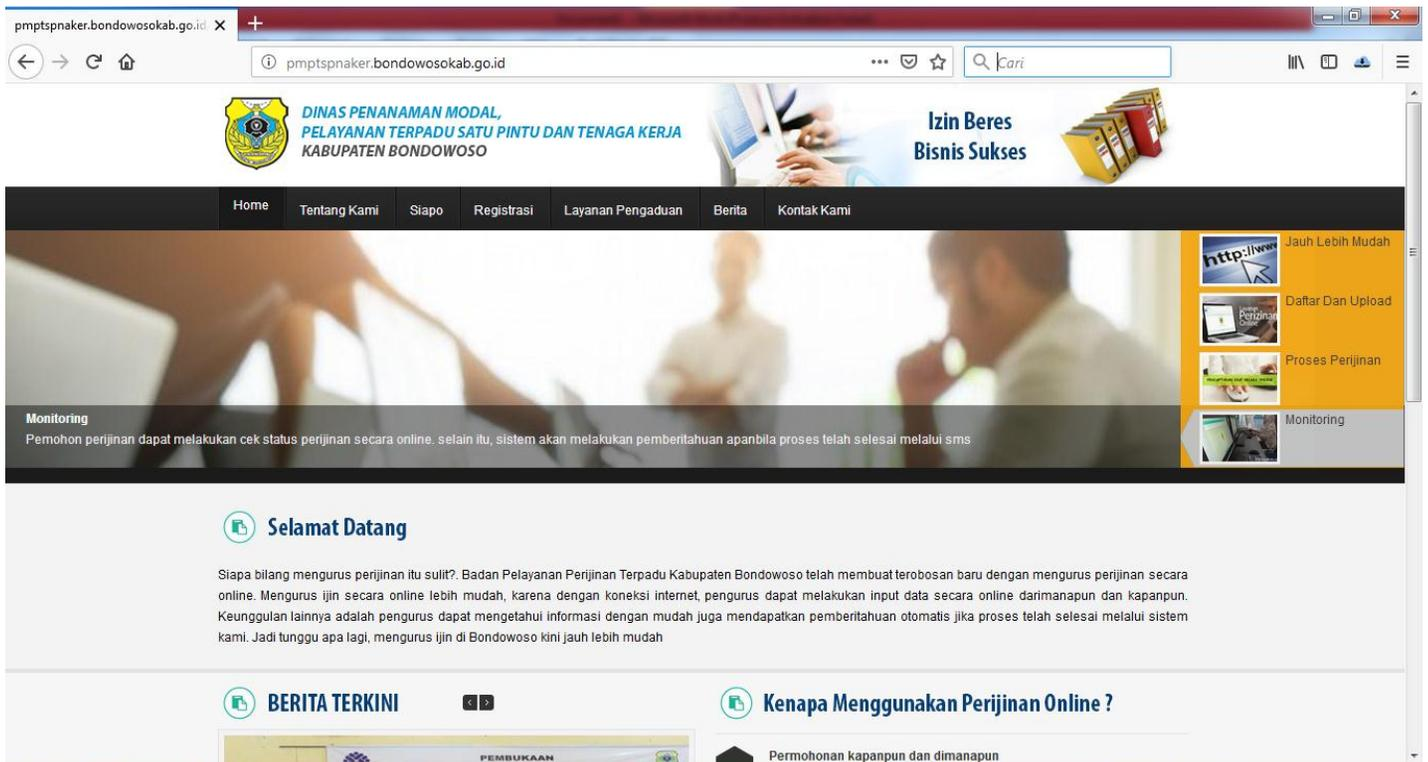 pmptspnaker.bondowosokab.go.id
pmptspnaker.bondowosokab.go.id
Cari
DINAS PENANAMAN MODAL,
PELAYANAN TERPADU SATU PINTU DAN TENAGA KERJA
KABUPATEN BONDOWOSO
Izin Beres
Bisnis Sukses
Home Tentang Kami Siapo Registrasi Layanan Pengaduan Berita Kontak Kami
http://www
Jauh Lebih Mudah
Perizinan
Online
Daftar Dan Upload
Proses Perijinan
Monitoring
Monitoring
Pemohon perijinan dapat melakukan cek status perijinan secara online. selain itu, sistem akan melakukan pemberitahuan apanbila proses telah selesai melalui sms
Selamat Datang
Siapa bilang mengurus perijinan itu sulit?. Badan Pelayanan Perijinan Terpadu Kabupaten Bondowoso telah membuat terobosan baru dengan mengurus perijinan secara
online. Mengurus ijin secara online lebih mudah, karena dengan koneksi internet, pengurus dapat melakukan input data secara online darimanapun dan kapanpun.
Keunggulan lainnya adalah pengurus dapat mengetahui informasi dengan mudah juga mendapatkan pemberitahuan otomatis jika proses telah selesai melalui sistem
kami. Jadi tunggu apa lagi, mengurus ijin di Bondowoso kini jauh lebih mudah
BERITA TERKINI
Kenapa Menggunakan Perijinan Online ?
PEMBUKAAN
Permohonan kapanpun dan dimanapun